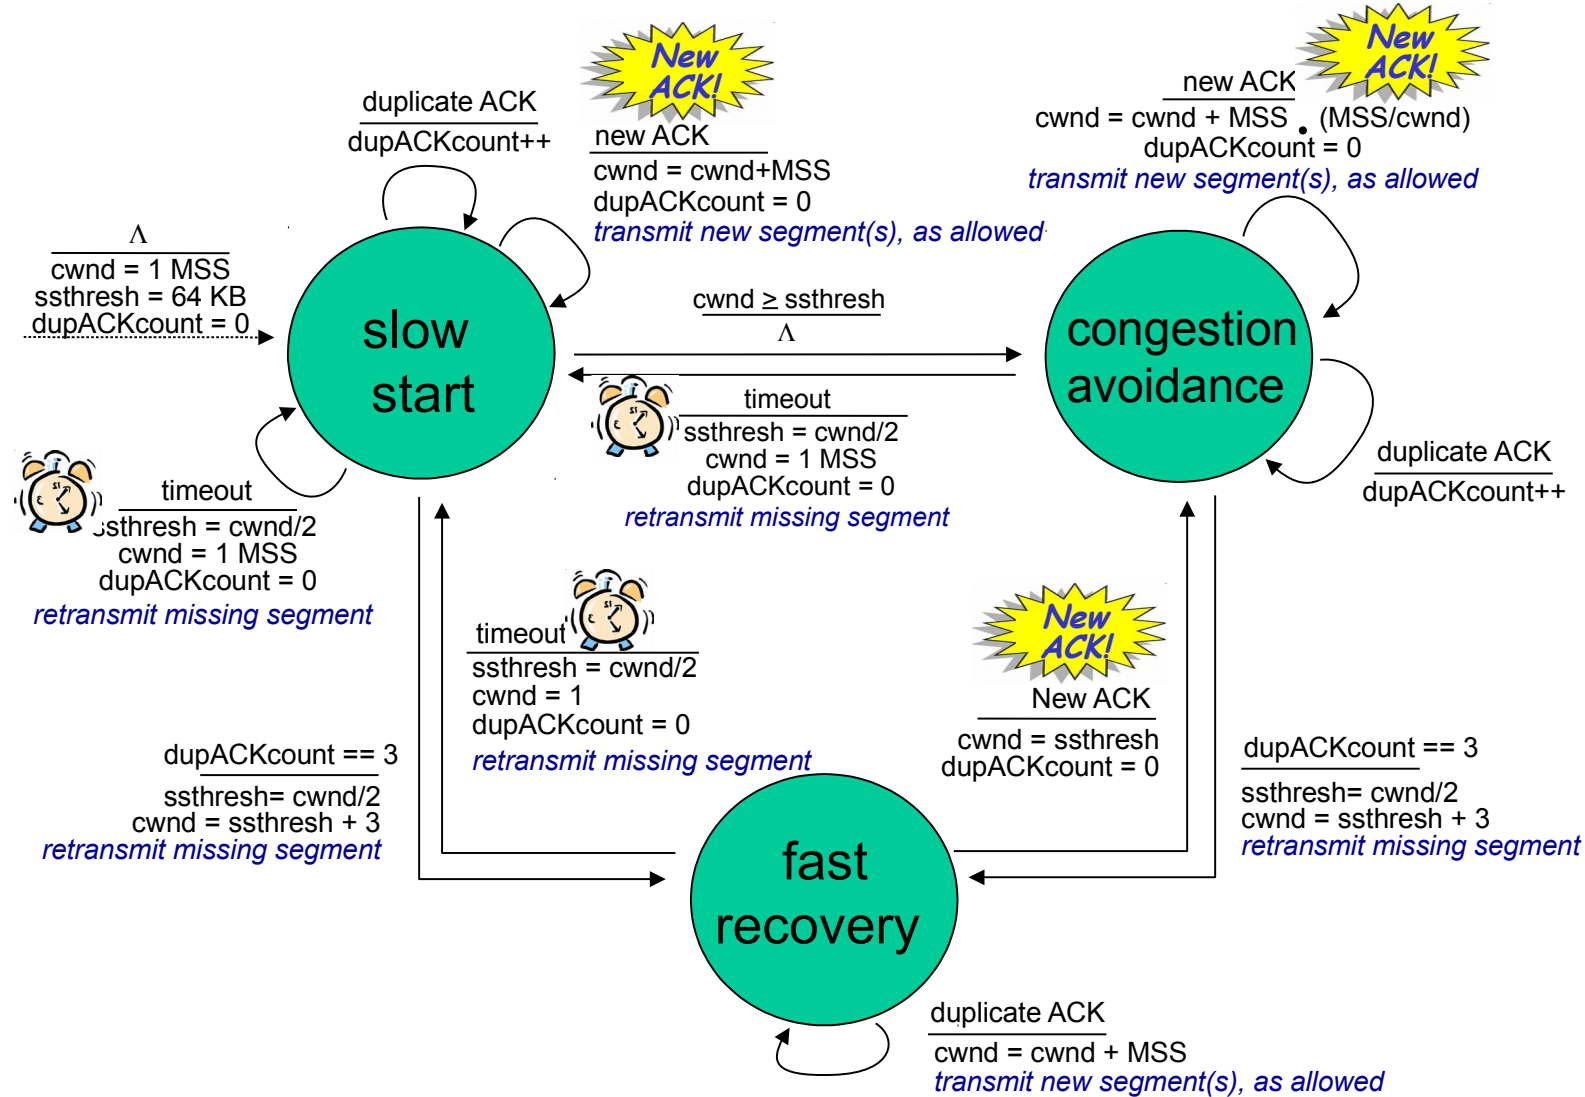 New
ACK!
duplicate ACK
dupACKcount++
new ACK
cwnd = cwnd+MSS
dupACKcount = 0
transmit new segment(s), as allowed
New
ACK!
new ACK
cwnd = cwnd + MSS . (MSS/cwnd)
dupACKcount = 0
transmit new segment(s), as allowed
Λ
cwnd = 1 MSS
ssthresh = 64 KB
dupACKcount = 0
slow
start
cwnd ≥ ssthresh
Λ
congestion
avoidance
timeout
ssthresh = cwnd/2
cwnd = 1 MSS
dupACKcount = 0
retransmit missing segment
duplicate ACK
dupACKcount++
timeout
ssthresh = cwnd/2
cwnd = 1 MSS
dupACKcount = 0
retransmit missing segment
timeout
ssthresh = cwnd/2
cwnd = 1
dupACKcount = 0
retransmit missing segment
New
ACK!
New ACK
cwnd = ssthresh
dupACKcount = 0
dupACKcount == 3
ssthresh= cwnd/2
cwnd = ssthresh + 3
retransmit missing segment
dupACKcount == 3
ssthresh= cwnd/2
cwnd = ssthresh + 3
retransmit missing segment
fast
recovery
duplicate ACK
cwnd = cwnd + MSS
transmit new segment(s), as allowed